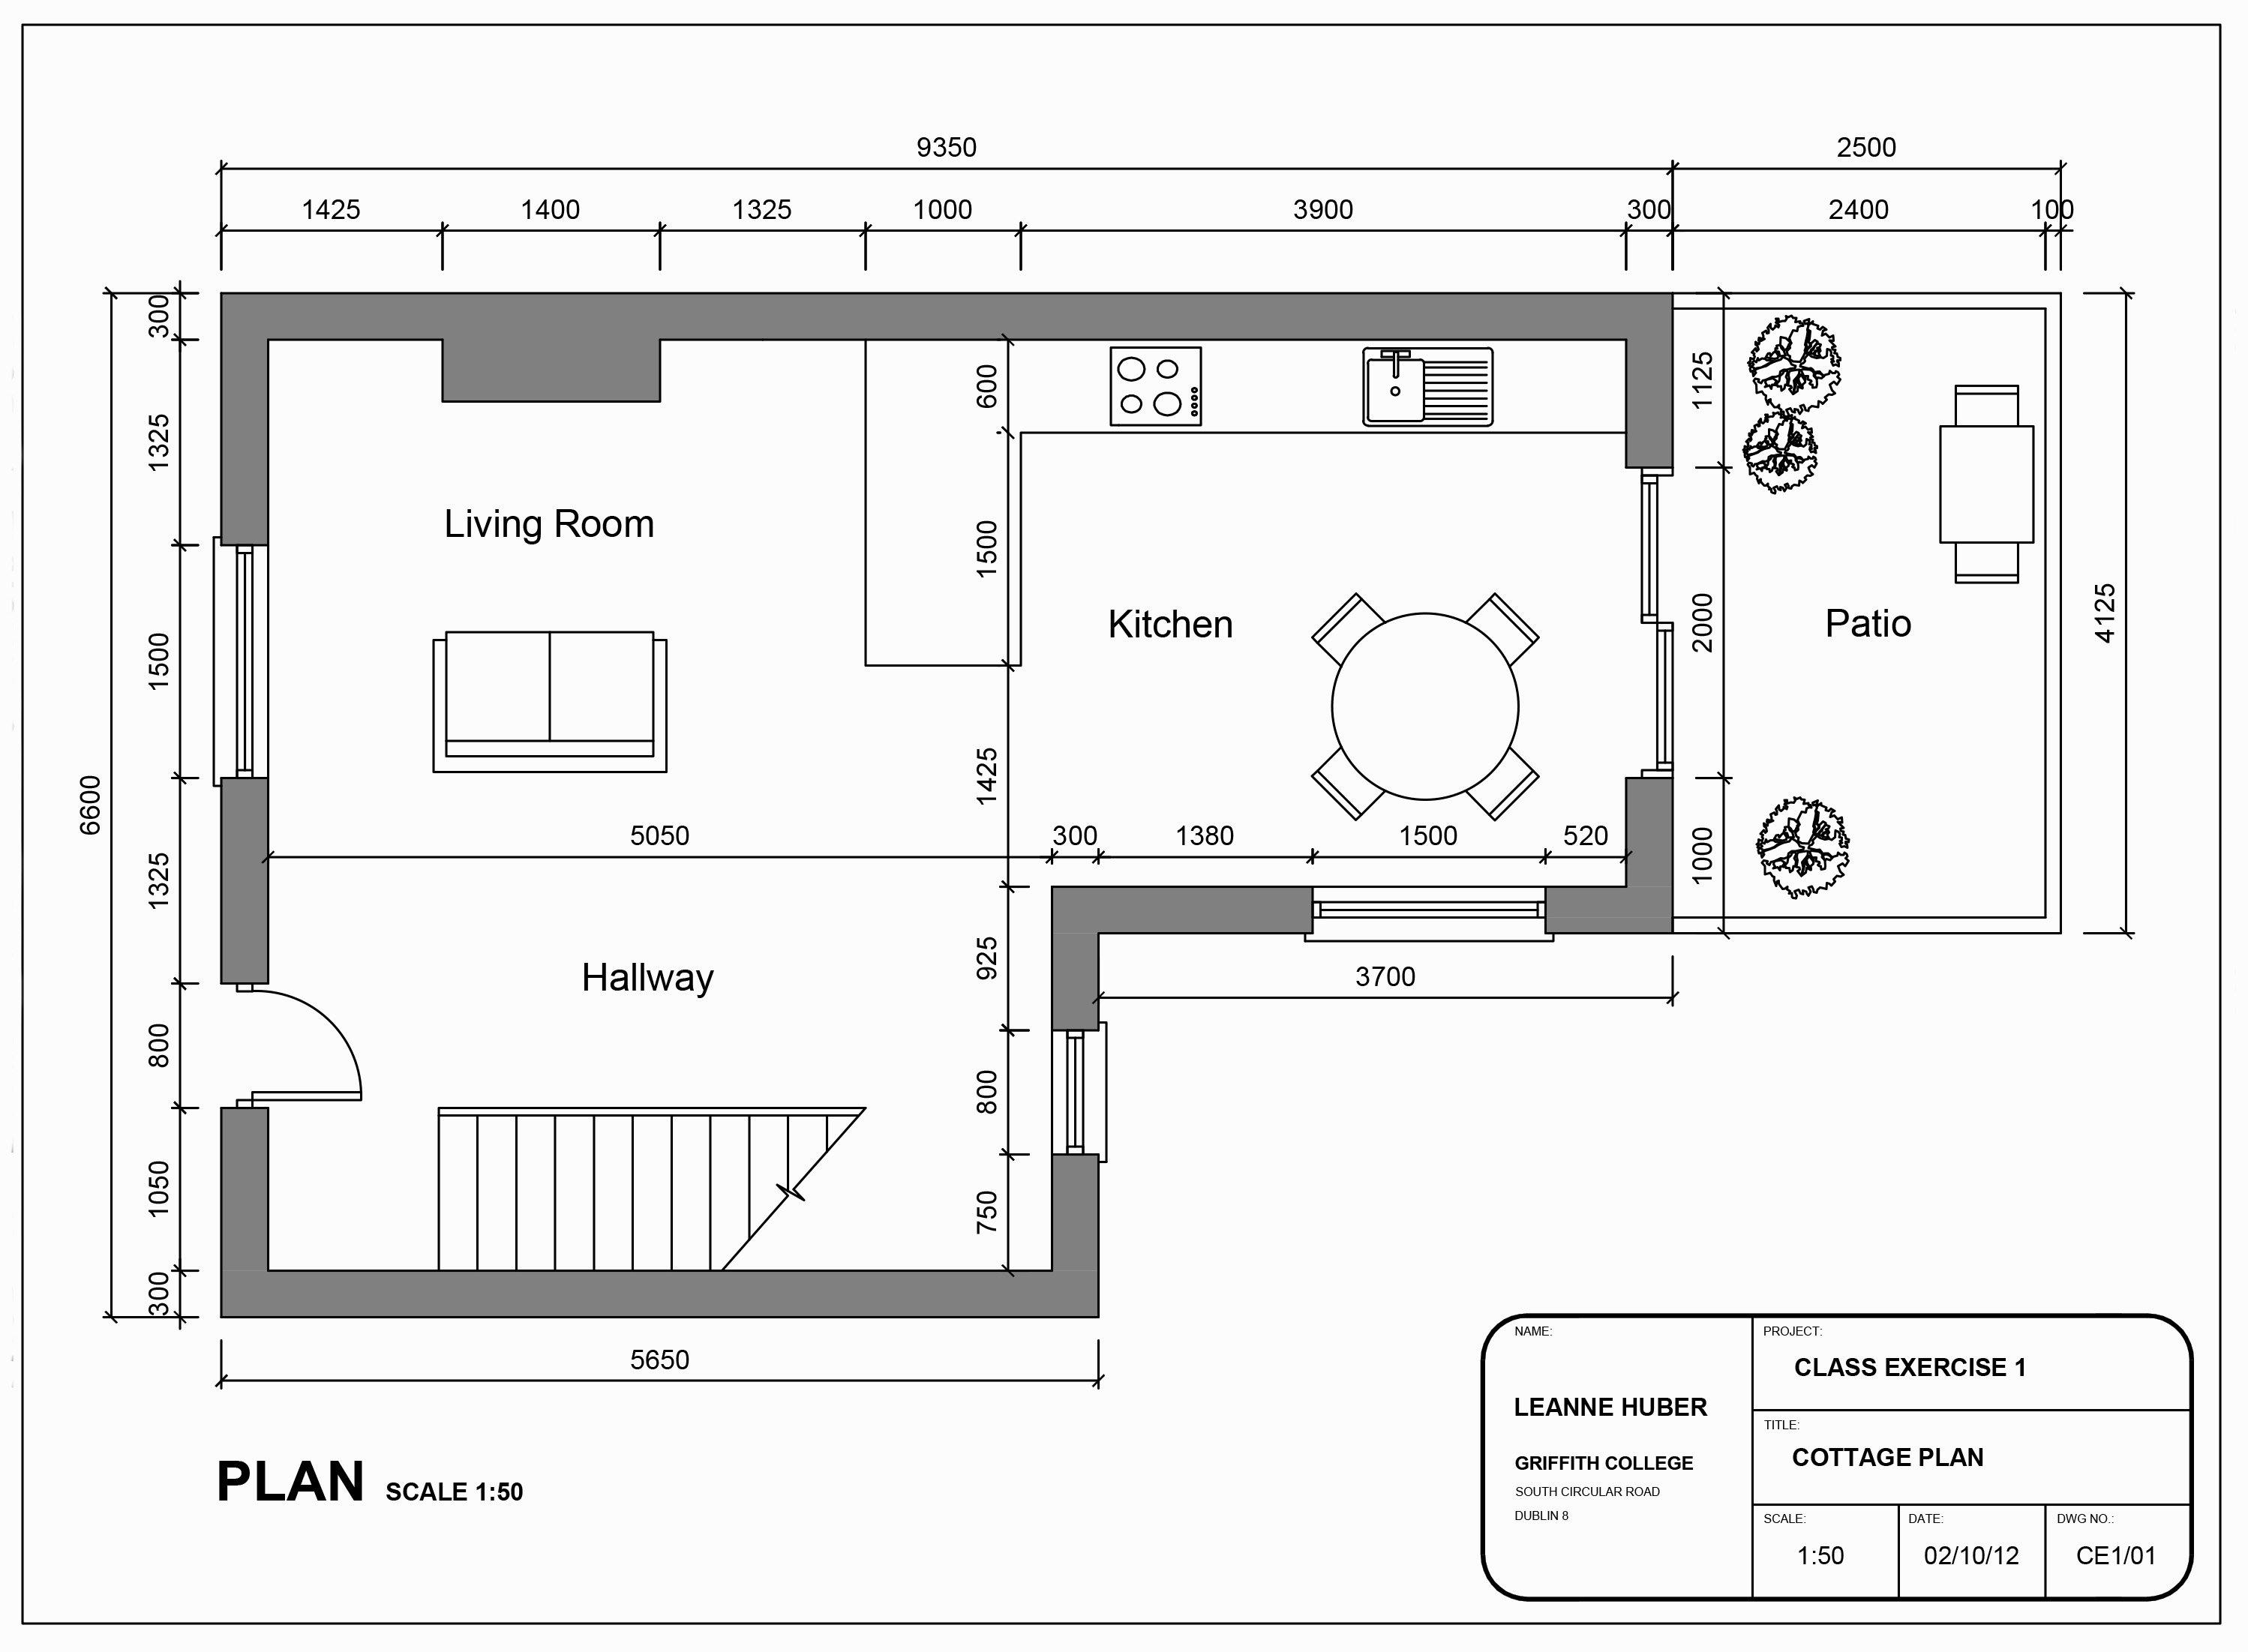 9350
2500
1425
1400
1325
1000
3900
300
2400
100
300
1325
1500
1325
800
1050
300
6600
600
1500
1425
925
800
750
1125
2000
1000
4125
Living Room
Kitchen
Patio
5050
300
1380
1500
520
Hallway
3700
5650
PLAN SCALE 1:50
NAME:
LEANNE HUBER
GRIFFITH COLLEGE
SOUTH CIRCULAR ROAD
DUBLIN 8
PROJECT:
CLASS EXERCISE 1
TITLE:
COTTAGE PLAN
SCALE:
1:50
DATE:
02/10/12
DWG NO.:
CE1/01